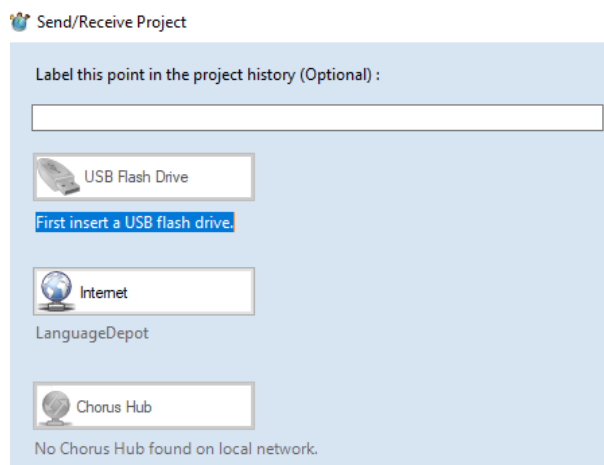 Send/Receive Project
Label this point in the project history (Optional) :
USB Flash Drive
First insert a USB flash drive.
Internet
LanguageDepot
Chorus Hub
No Chorus Hub found on local network.